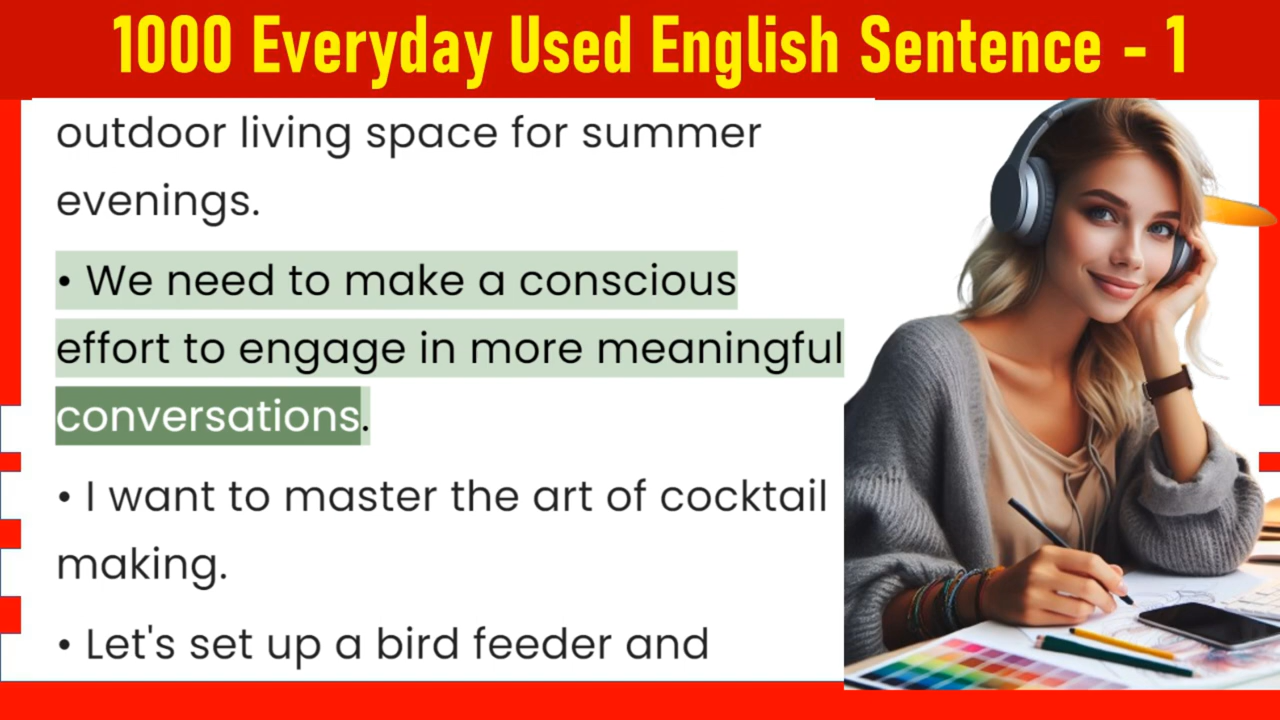 1000 Everyday Used English Sentence - 1
outdoor living space for summer
evenings.
• We need to make a conscious
effort to engage in more meaningful
conversations.
• I want to master the art of cocktail
making.
• Let's set up a bird feeder and